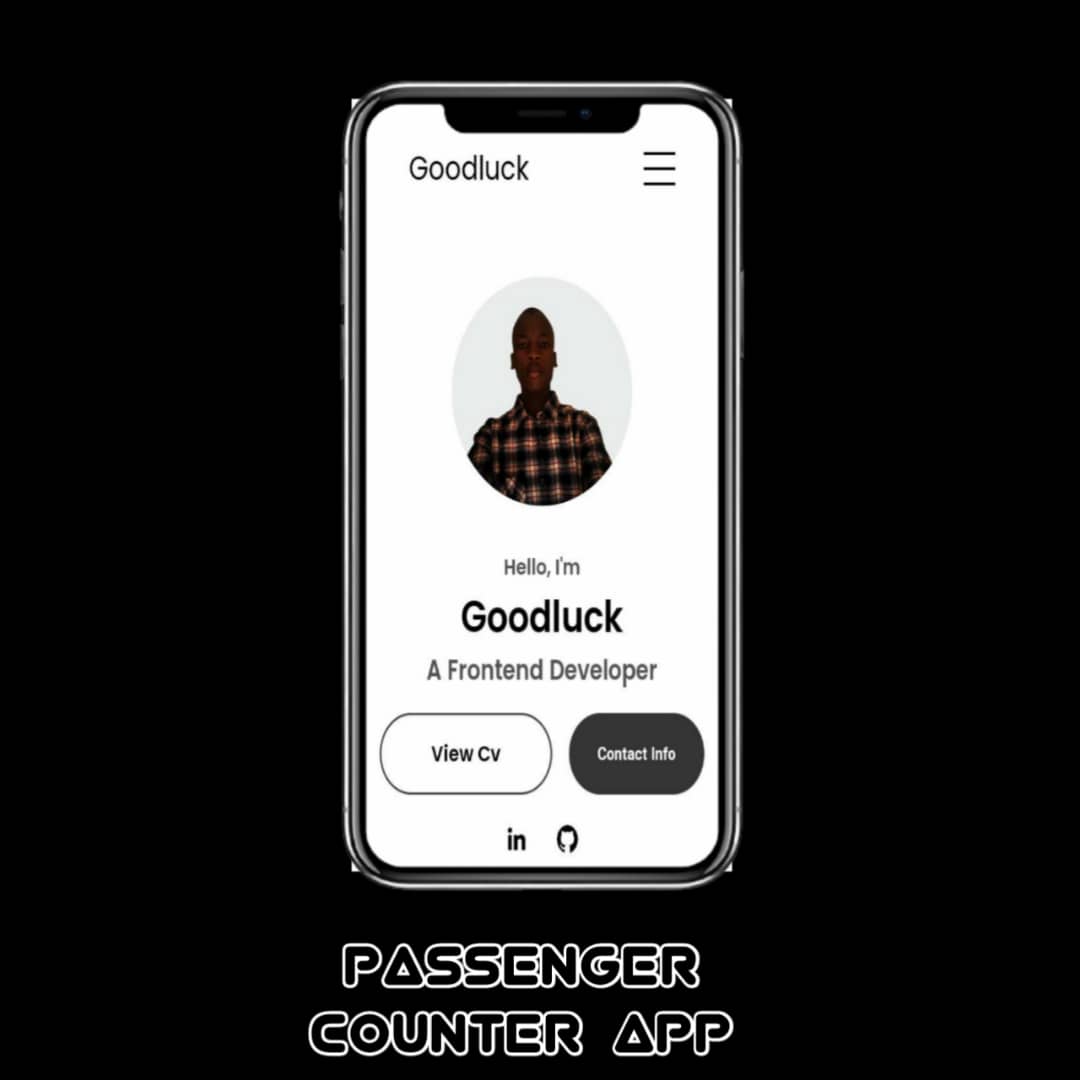 Goodluck
Hello, I'm
Goodluck
A Frontend Developer
View Cv
Contact Info
in
PASSENGER
COUNTER APP